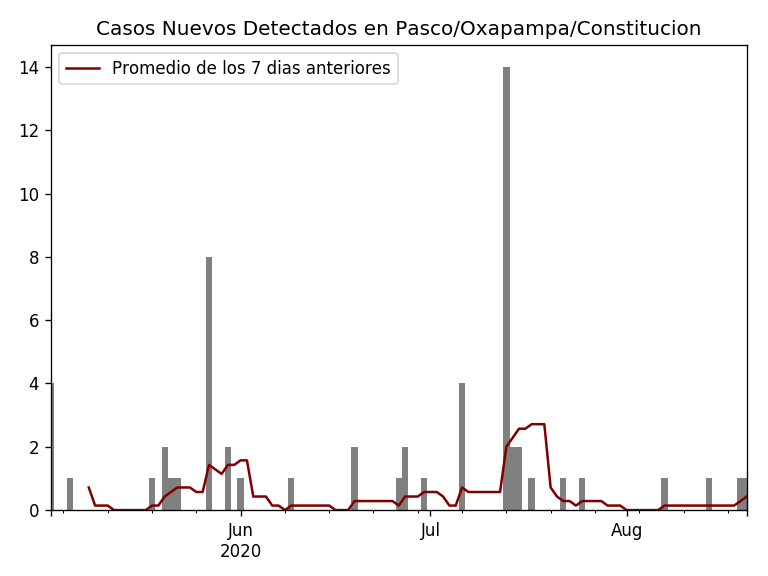 Casos Nuevos Detectados en Pasco/Oxapampa/Constitucion
Promedio de los 7 dias anteriores
14
12
10
8
6
4
2
0
Jun
2020
Jul
Aug